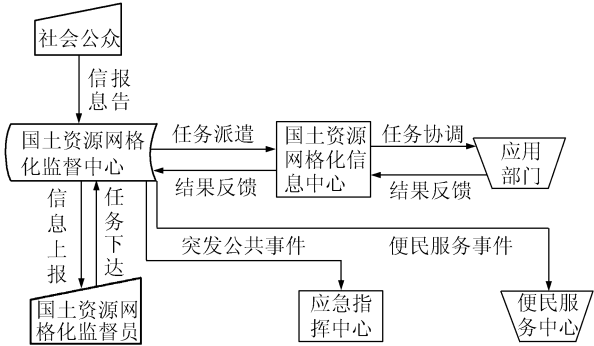 社会公众
信报
息告
国土资源网格
化监督中心
任务派遣
结果反馈
国土资源
网格化信
息中心
任务协调
结果反馈
应用
部门
信息上报
任务下达
突发公共事件
便民服务事件
国土资源网
格化监督员
应急指
挥中心
便民服
务中心